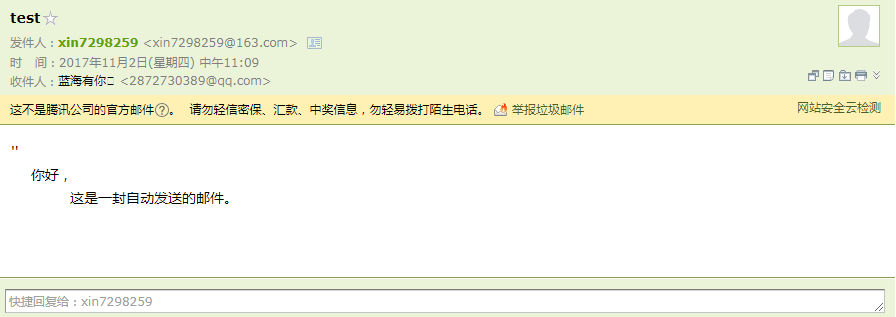 test
发件人：xin7298259 <xin7298259@163.com>
时　间：2017年11月2日(星期四) 中午11:09
收件人：蓝海有你 <2872730389@qq.com>
这不是腾讯公司的官方邮件?。 请勿轻信密保、汇款、中奖信息，勿轻易拨打陌生电话。 举报垃圾邮件 网站安全云检测
"
你好，
这是一封自动发送的邮件。
快捷回复给：xin7298259